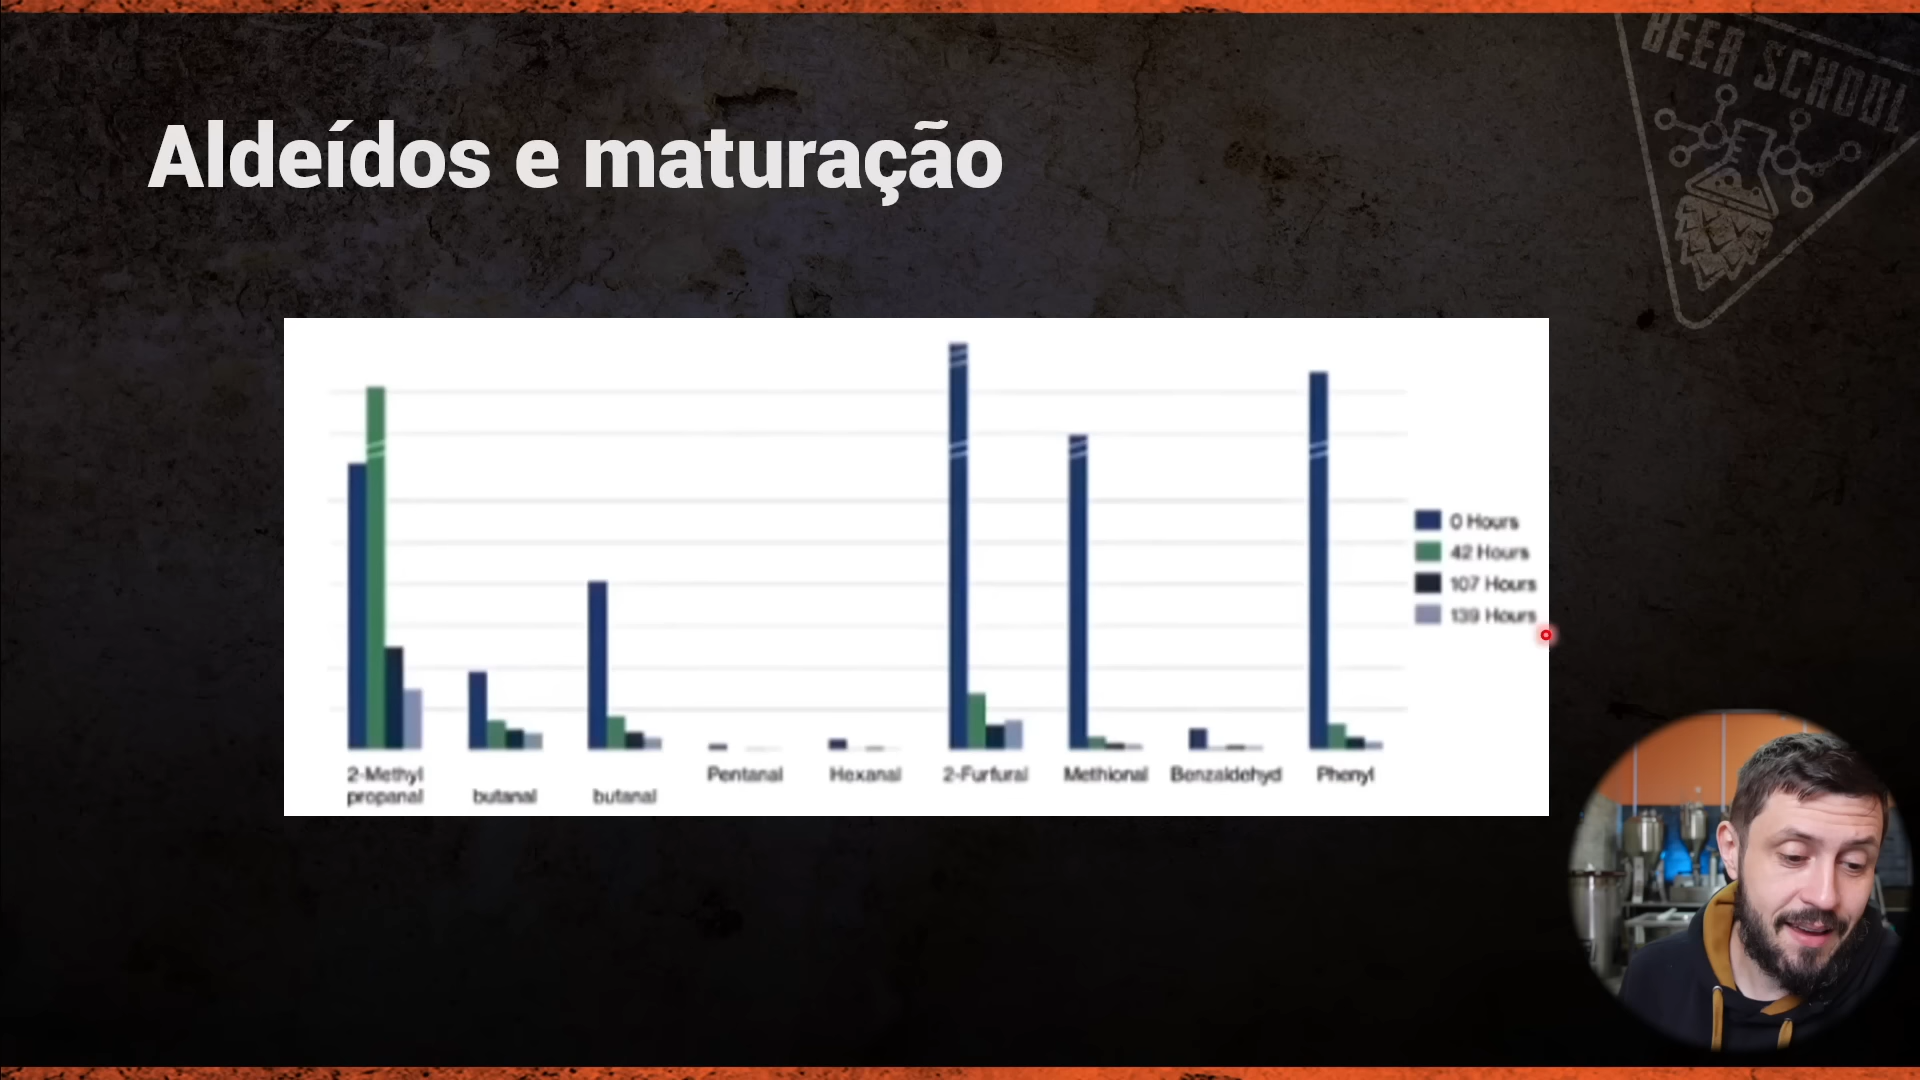 BEER SCHOOL
Aldeídos e maturação
0 Hours
42 Hours
107 Hours
139 Hours
2-Methyl
propanal
butanal
butanal
Pentanal
Hexanal
2-Furfural
Methional
Benzaldehyd
Phenyl